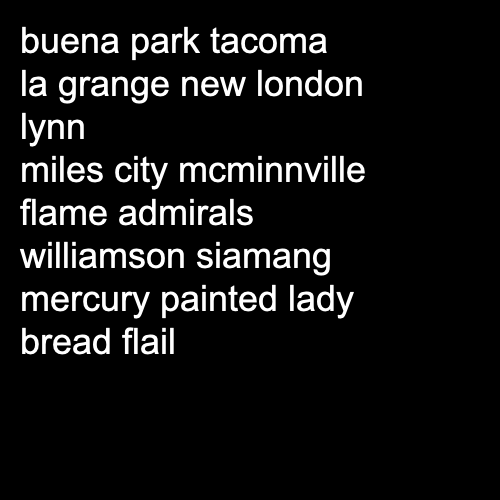 buena park tacoma
la grange new london
lynn
miles city mcminnville
flame admirals
williamson siamang
mercury painted lady
bread flail